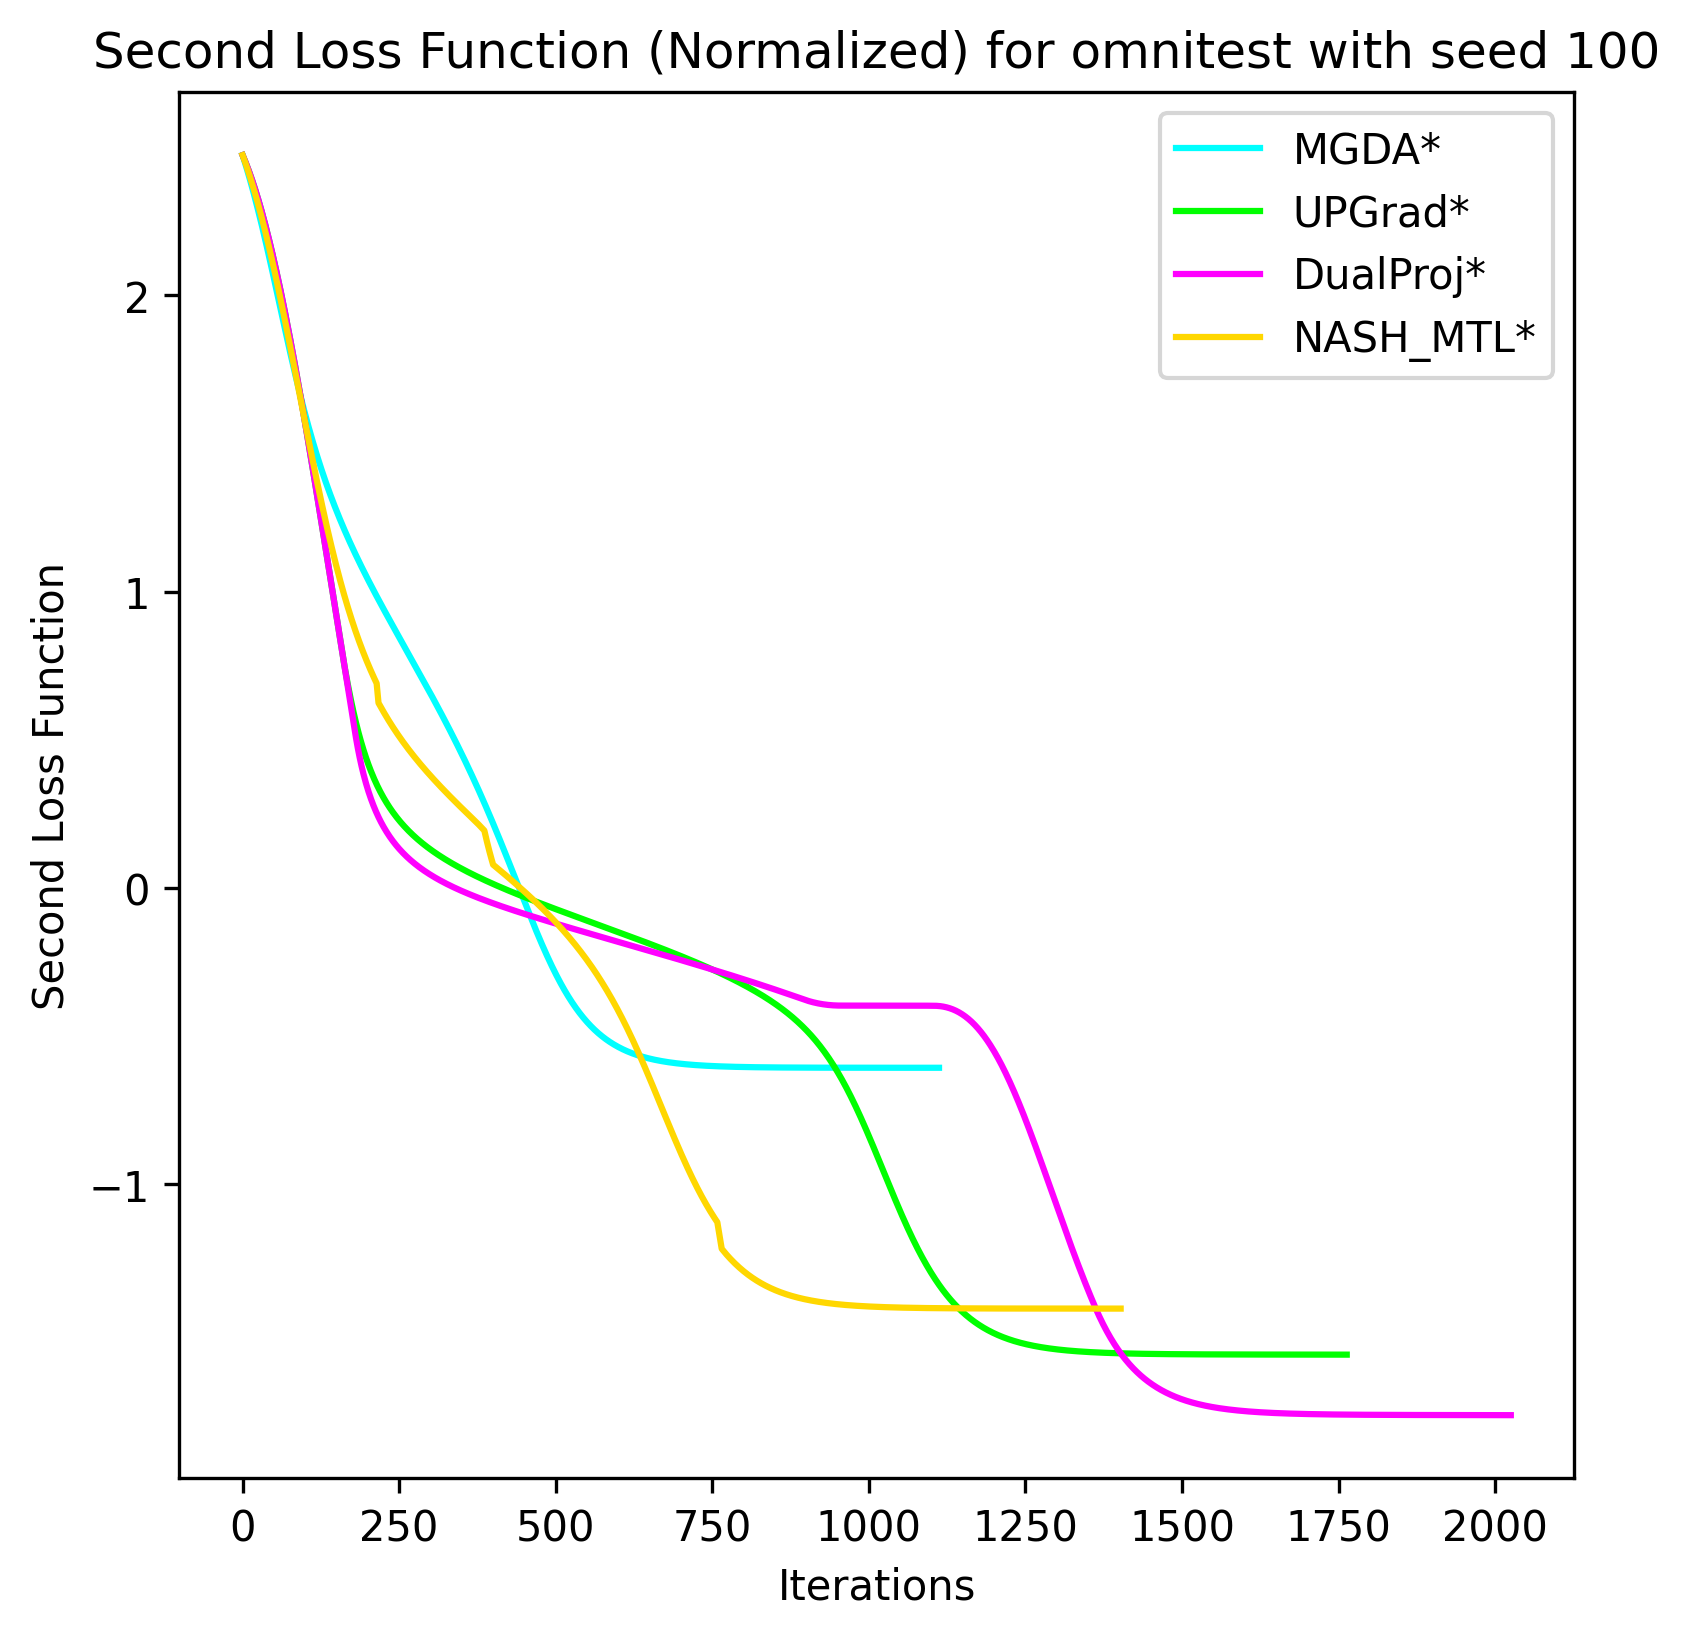 Second Loss Function (Normalized) for omnitest with seed 100
MGDA*
UPGrad*
DualProj*
NASH_MTL*
Second Loss Function
2
1
0
−1
0 250 500 750 1000 1250 1500 1750 2000
Iterations